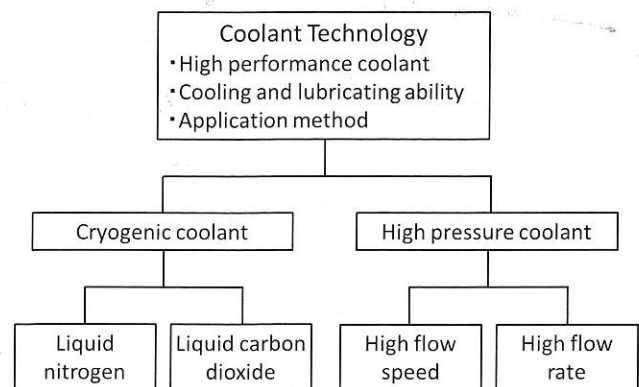 Coolant Technology
・High performance coolant
・Cooling and lubricating ability
・Application method
Cryogenic coolant
High pressure coolant
Liquid
nitrogen
Liquid carbon
dioxide
High flow
speed
High flow
rate